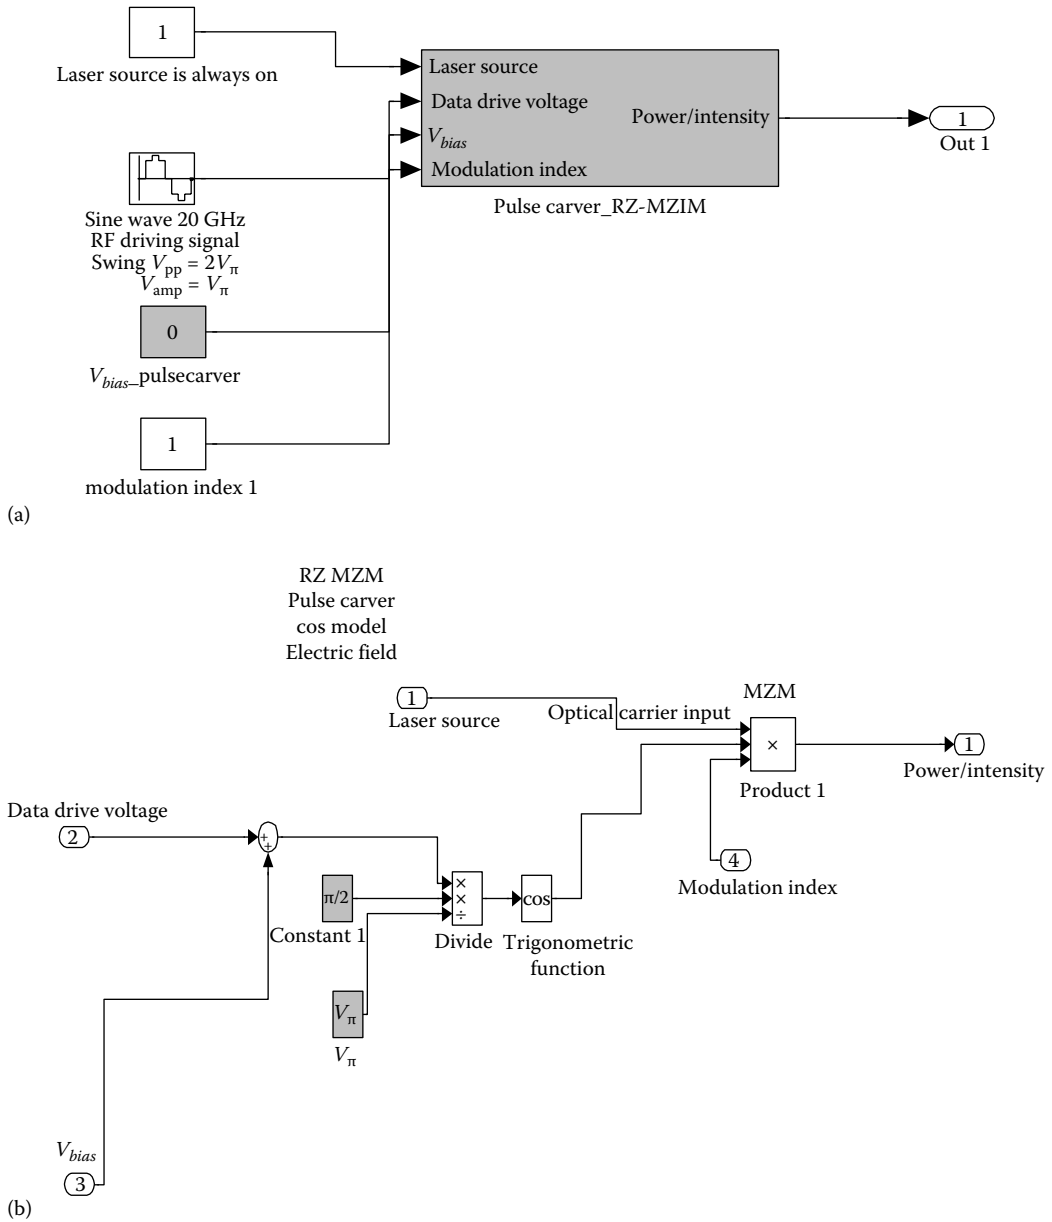 1
Laser source is always on
Laser source
Data drive voltage
V_bias
Modulation index
Power/intensity
1
Out 1
Pulse carver_RZ-MZIM
Sine wave 20 GHz
RF driving signal
Swing V_pp = 2V_π
V_amp = V_π
0
V_bias_pulsecarver
1
modulation index 1
(a)
RZ MZM
Pulse carver
cos model
Electric field
1
Laser source
Optical carrier input
MZM
×
Product 1
1
Power/intensity
4
Modulation index
Data drive voltage
2
+
+
π/2
Constant 1
×
×
÷
Divide
cos
Trigonometric
function
V_π
V_π
V_bias
3
(b)